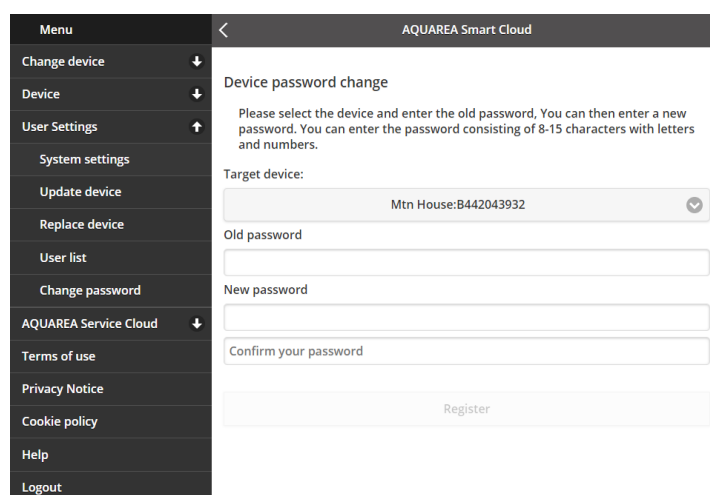 Menu
AQUAREA Smart Cloud
Change device
Device
User Settings
System settings
Update device
Replace device
User list
Change password
AQUAREA Service Cloud
Terms of use
Privacy Notice
Cookie policy
Help
Logout
Device password change
Please select the device and enter the old password, You can then enter a new
password. You can enter the password consisting of 8-15 characters with letters
and numbers.
Target device:
Mtn House:B442043932
Old password
New password
Confirm your password
Register